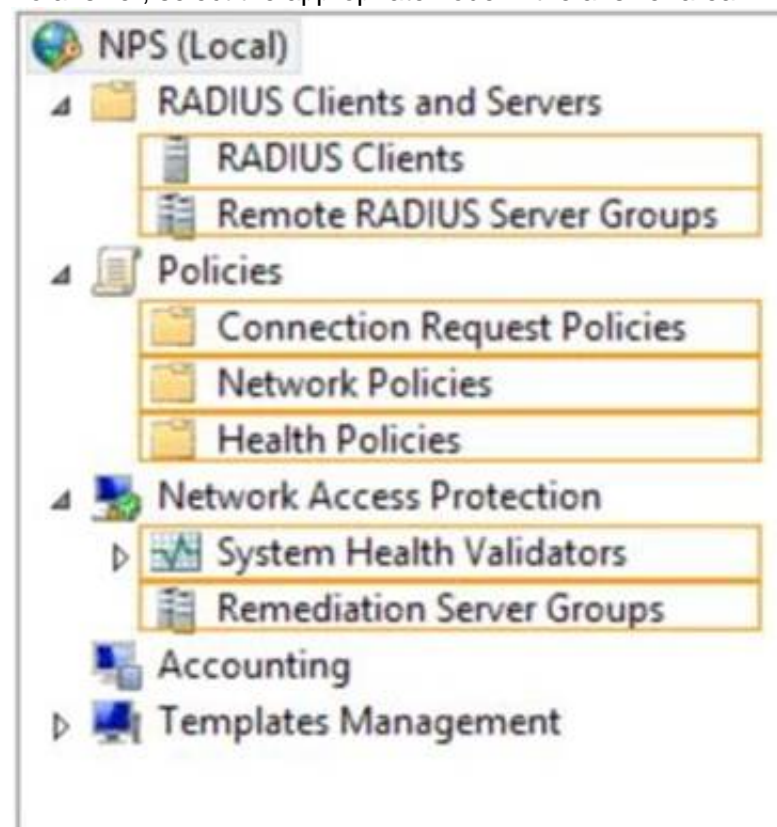 NPS (Local)
RADIUS Clients and Servers
RADIUS Clients
Remote RADIUS Server Groups
Policies
Connection Request Policies
Network Policies
Health Policies
Network Access Protection
System Health Validators
Remediation Server Groups
Accounting
Templates Management